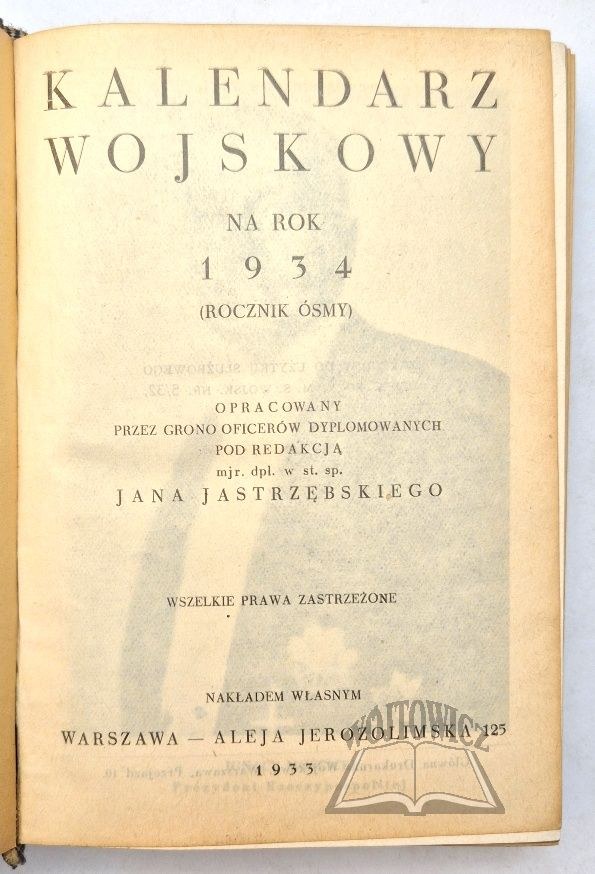 KALENDARZ
WOJSKOWY
NA ROK
1934
(ROCZNIK ÓSMY)
OPRACOWANY
PRZEZ GRONO OFICERÓW DYPLOMOWANYCH
POD REDAKCJĄ
mjr. dpl. w st. sp.
JANA JASTRZĘBSKIEGO
WSZELKIE PRAWA ZASTRZEŻONE
NAKŁADEM WŁASNYM
WARSZAWA — ALEJA JEROZOLIMSKA 125
1933
WÓJTOWICZ